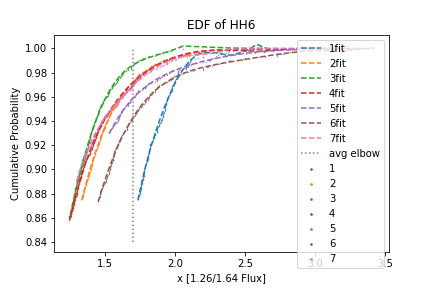 EDF of HH6
Cumulative Probability
1.00
0.98
0.96
0.94
0.92
0.90
0.88
0.86
0.84
1fit
2fit
3fit
4fit
5fit
6fit
7fit
avg elbow
1
2
3
4
5
6
7
1.5 2.0 2.5 3.0 3.5
x [1.26/1.64 Flux]